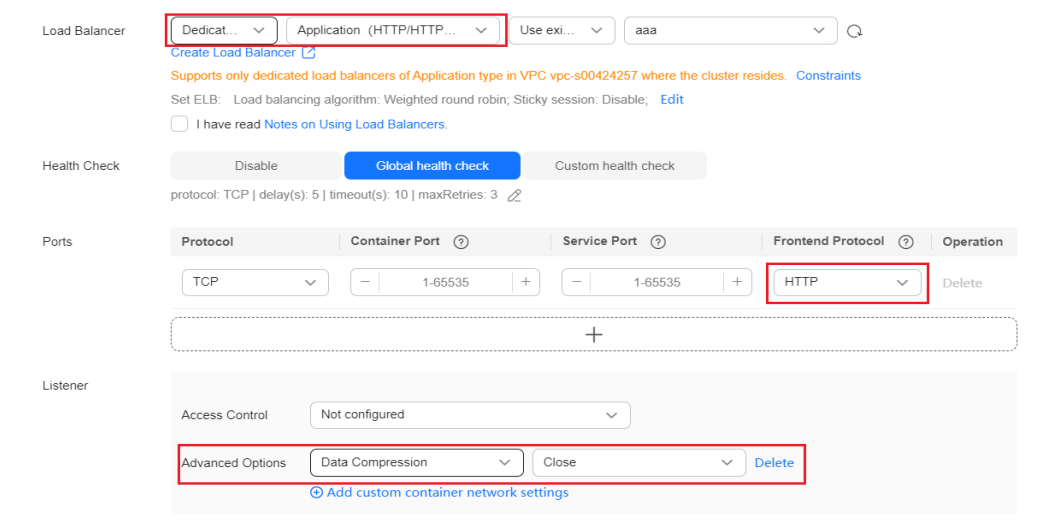 Load Balancer Dedicat... Application (HTTP/HTTP... Use exi... aaa
Create Load Balancer
Supports only dedicated load balancers of Application type in VPC vpc-s00424257 where the cluster resides. Constraints
Set ELB: Load balancing algorithm: Weighted round robin; Sticky session: Disable; Edit
I have read Notes on Using Load Balancers.
Health Check Disable Global health check Custom health check
protocol: TCP | delay(s): 5 | timeout(s): 10 | maxRetries: 3
Ports Protocol Container Port ? Service Port ? Frontend Protocol ? Operation
TCP − 1-65535 + − 1-65535 + HTTP Delete
+
Listener
Access Control Not configured
Advanced Options Data Compression Close Delete
Add custom container network settings